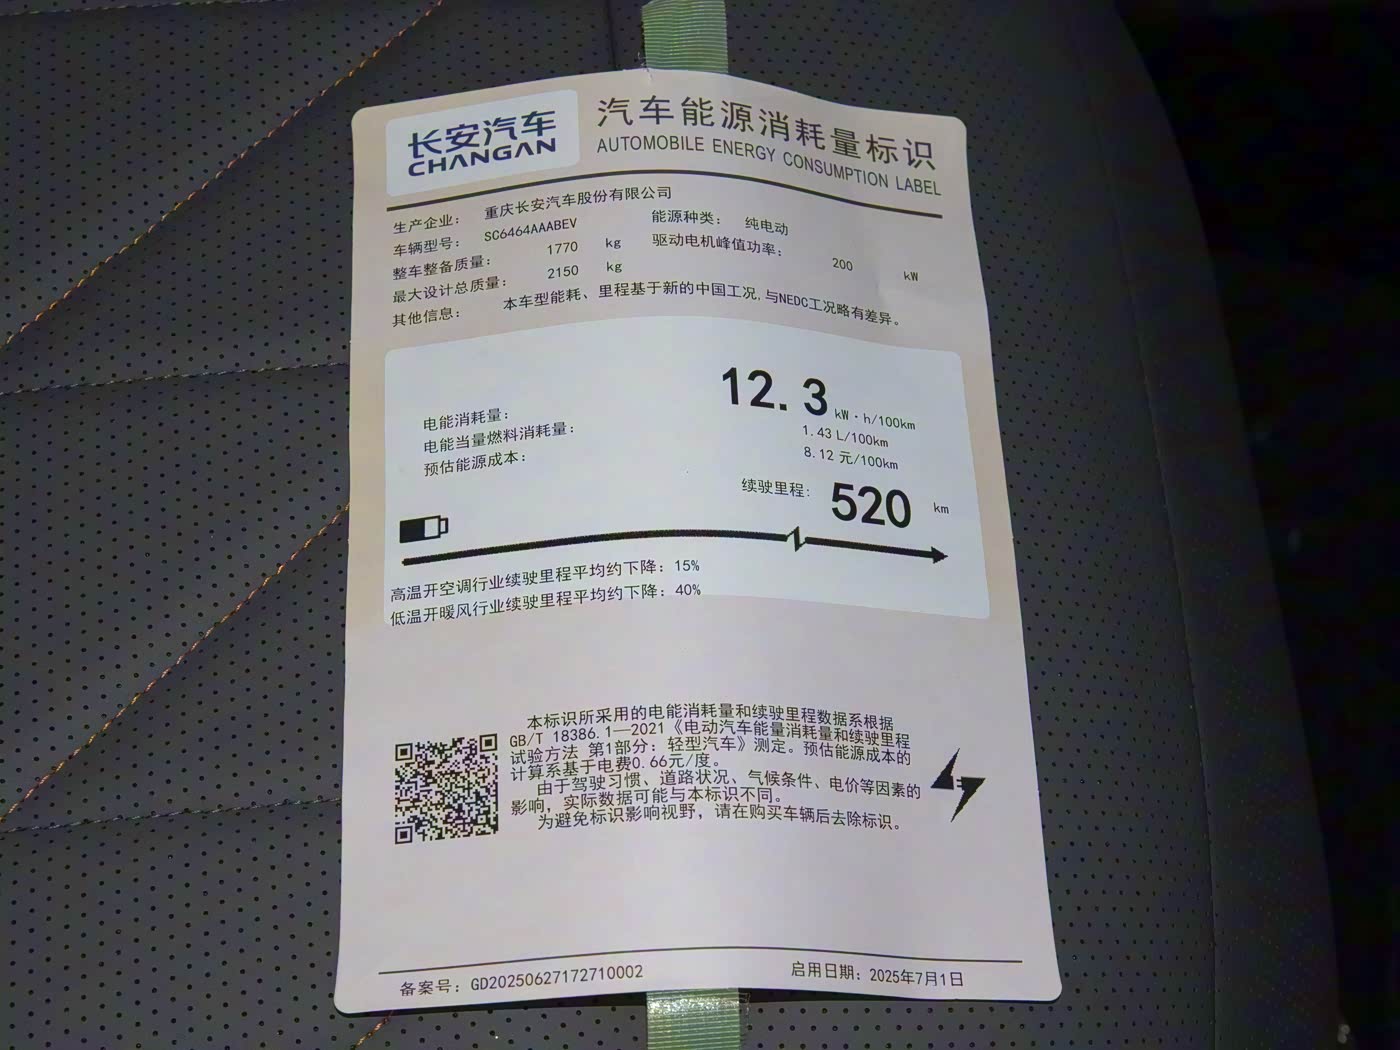 长安汽车
CHANGAN
汽车能源消耗量标识
AUTOMOBILE ENERGY CONSUMPTION LABEL
生产企业： 重庆长安汽车股份有限公司
车辆型号： SC6464AAABEV 能源种类： 纯电动
整车整备质量： 1770 kg 驱动电机峰值功率： 200 kW
最大设计总质量： 2150 kg
其他信息： 本车型能耗、里程基于新的中国工况,与NEDC工况略有差异。
电能消耗量： 12.3 kW·h/100km
电能当量燃料消耗量： 1.43 L/100km
预估能源成本： 8.12 元/100km
续驶里程： 520 km
高温开空调行业续驶里程平均约下降：15%
低温开暖风行业续驶里程平均约下降：40%
本标识所采用的电能消耗量和续驶里程数据系根据
GB/T 18386.1—2021《电动汽车能量消耗量和续驶里程
试验方法 第1部分：轻型汽车》测定。预估能源成本的
计算系基于电费0.66元/度。
由于驾驶习惯、道路状况、气候条件、电价等因素的
影响，实际数据可能与本标识不同。
为避免标识影响视野，请在购买车辆后去除标识。
备案号：GD20250627172710002 启用日期：2025年7月1日